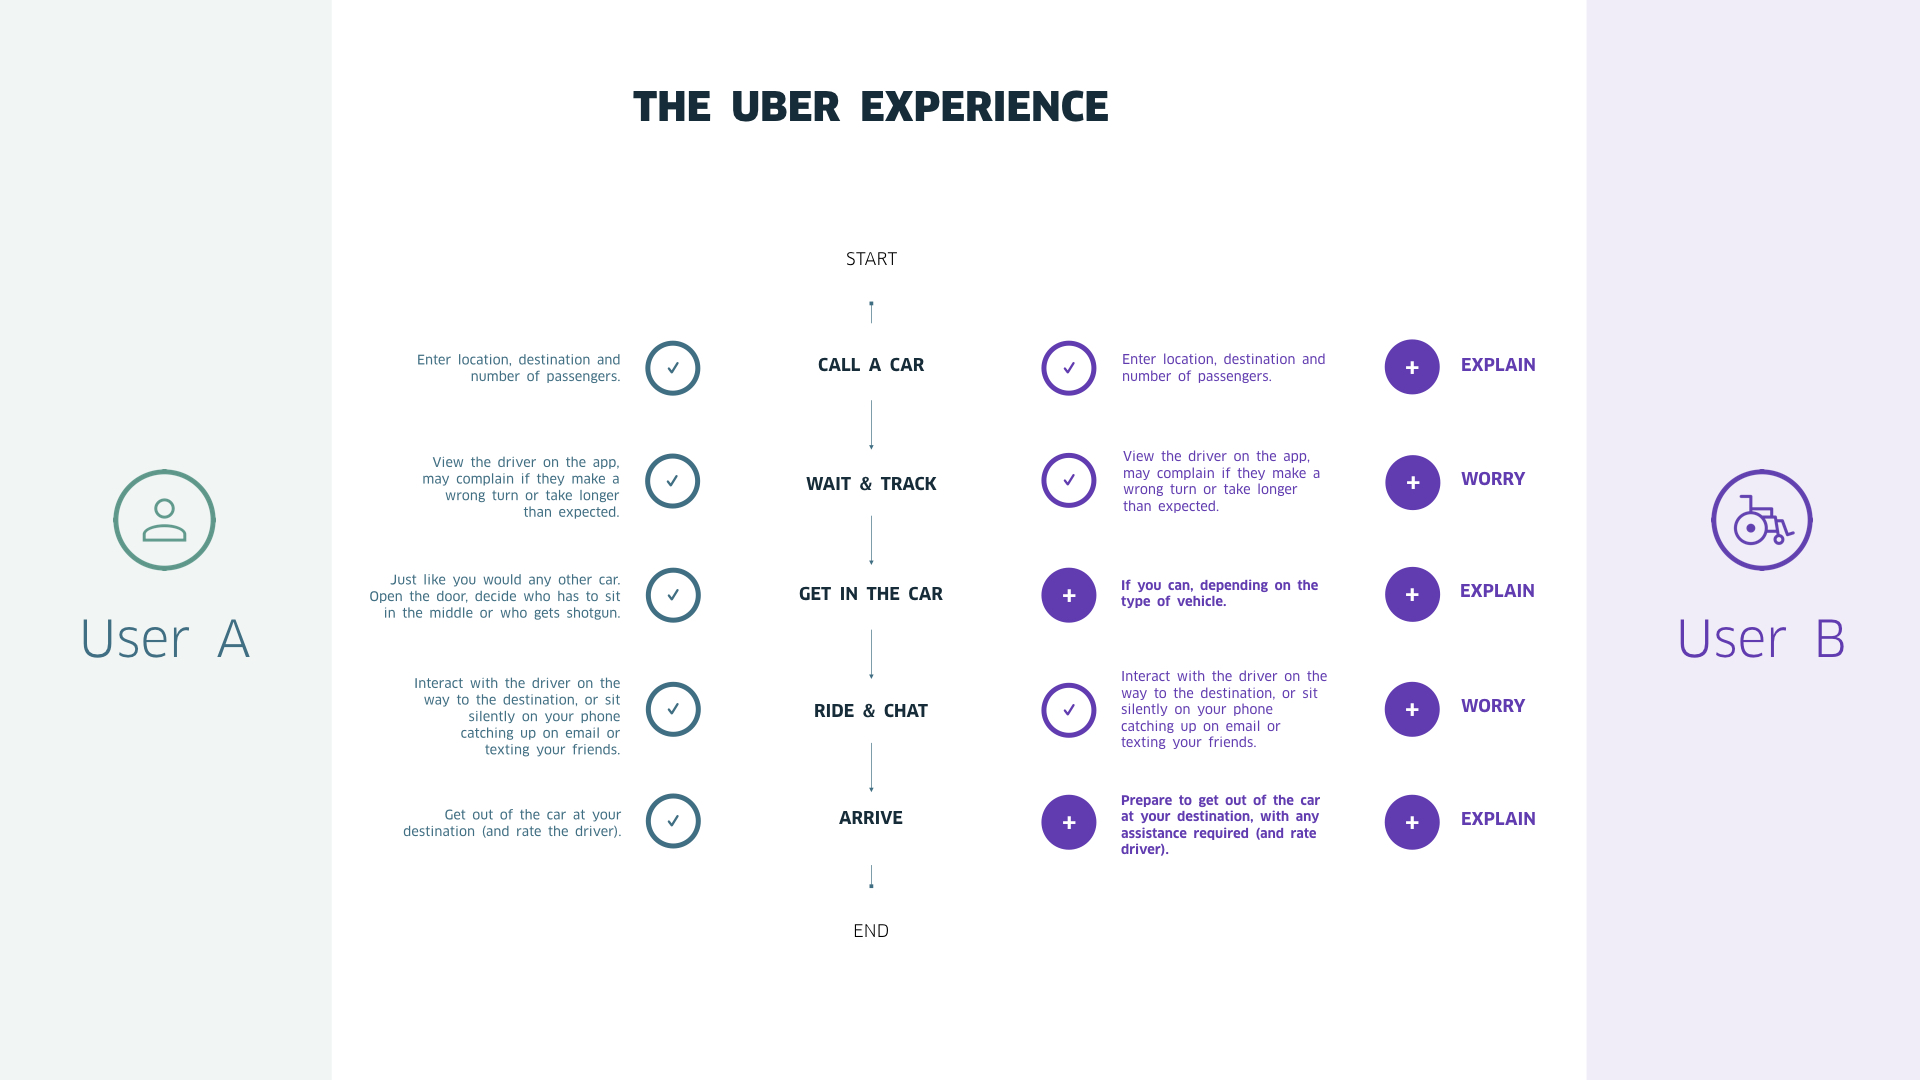 THE UBER EXPERIENCE
User A
START
Enter location, destination and
number of passengers.
CALL A CAR
Enter location, destination and
number of passengers.
+ EXPLAIN
View the driver on the app,
may complain if they make a
wrong turn or take longer
than expected.
WAIT & TRACK
View the driver on the app,
may complain if they make a
wrong turn or take longer
than expected.
+ WORRY
Just like you would any other car.
Open the door, decide who has to sit
in the middle or who gets shotgun.
GET IN THE CAR
+
If you can, depending on the
type of vehicle.
+ EXPLAIN
Interact with the driver on the
way to the destination, or sit
silently on your phone
catching up on email or
texting your friends.
RIDE & CHAT
Interact with the driver on the
way to the destination, or sit
silently on your phone
catching up on email or
texting your friends.
+ WORRY
Get out of the car at your
destination (and rate the driver).
ARRIVE
+
Prepare to get out of the car
at your destination, with any
assistance required (and rate
driver).
+ EXPLAIN
END
User B